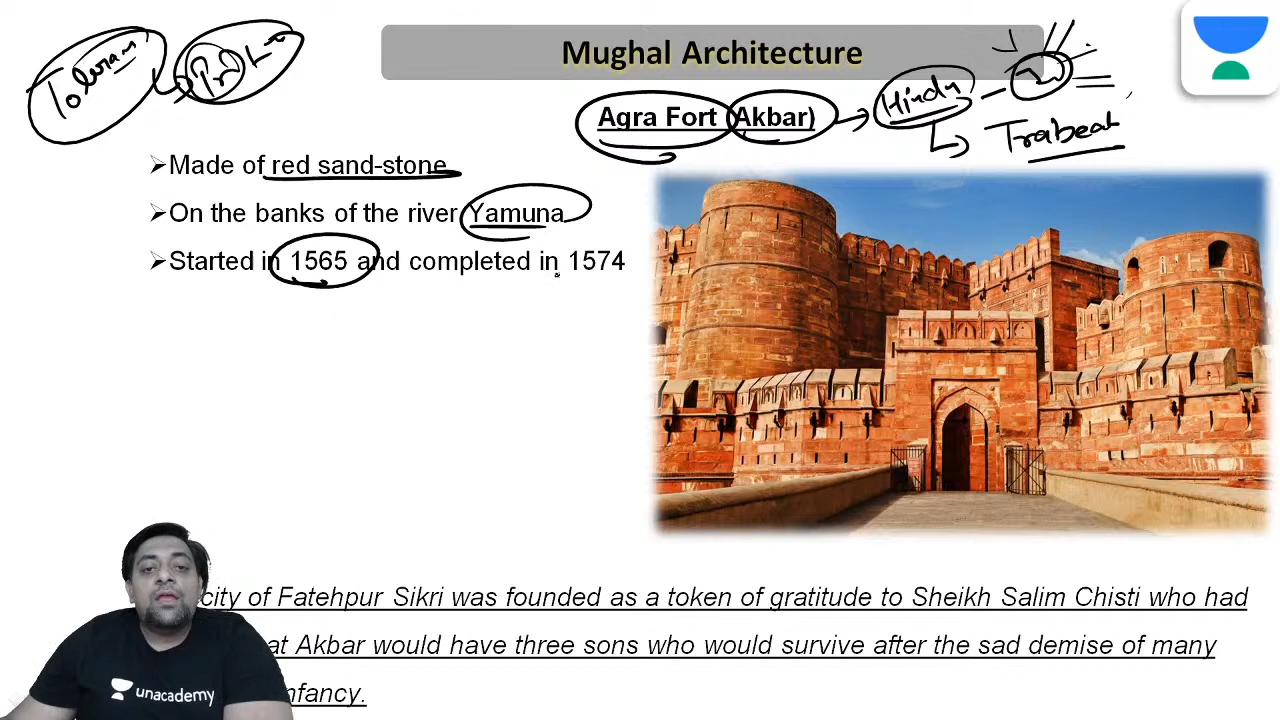 Mughal Architecture
Agra Fort (Akbar)
Hindu
Trabeat
➢Made of red sand-stone
➢On the banks of the river Yamuna
➢Started in 1565 and completed in 1574
city of Fatehpur Sikri was founded as a token of gratitude to Sheikh Salim Chisti who had
at Akbar would have three sons who would survive after the sad demise of many
nfancy.
unacademy